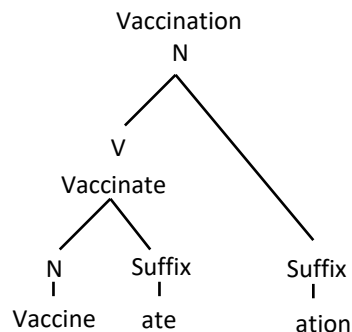 Vaccination
N
V
Vaccinate
N Suffix Suffix
Vaccine ate ation